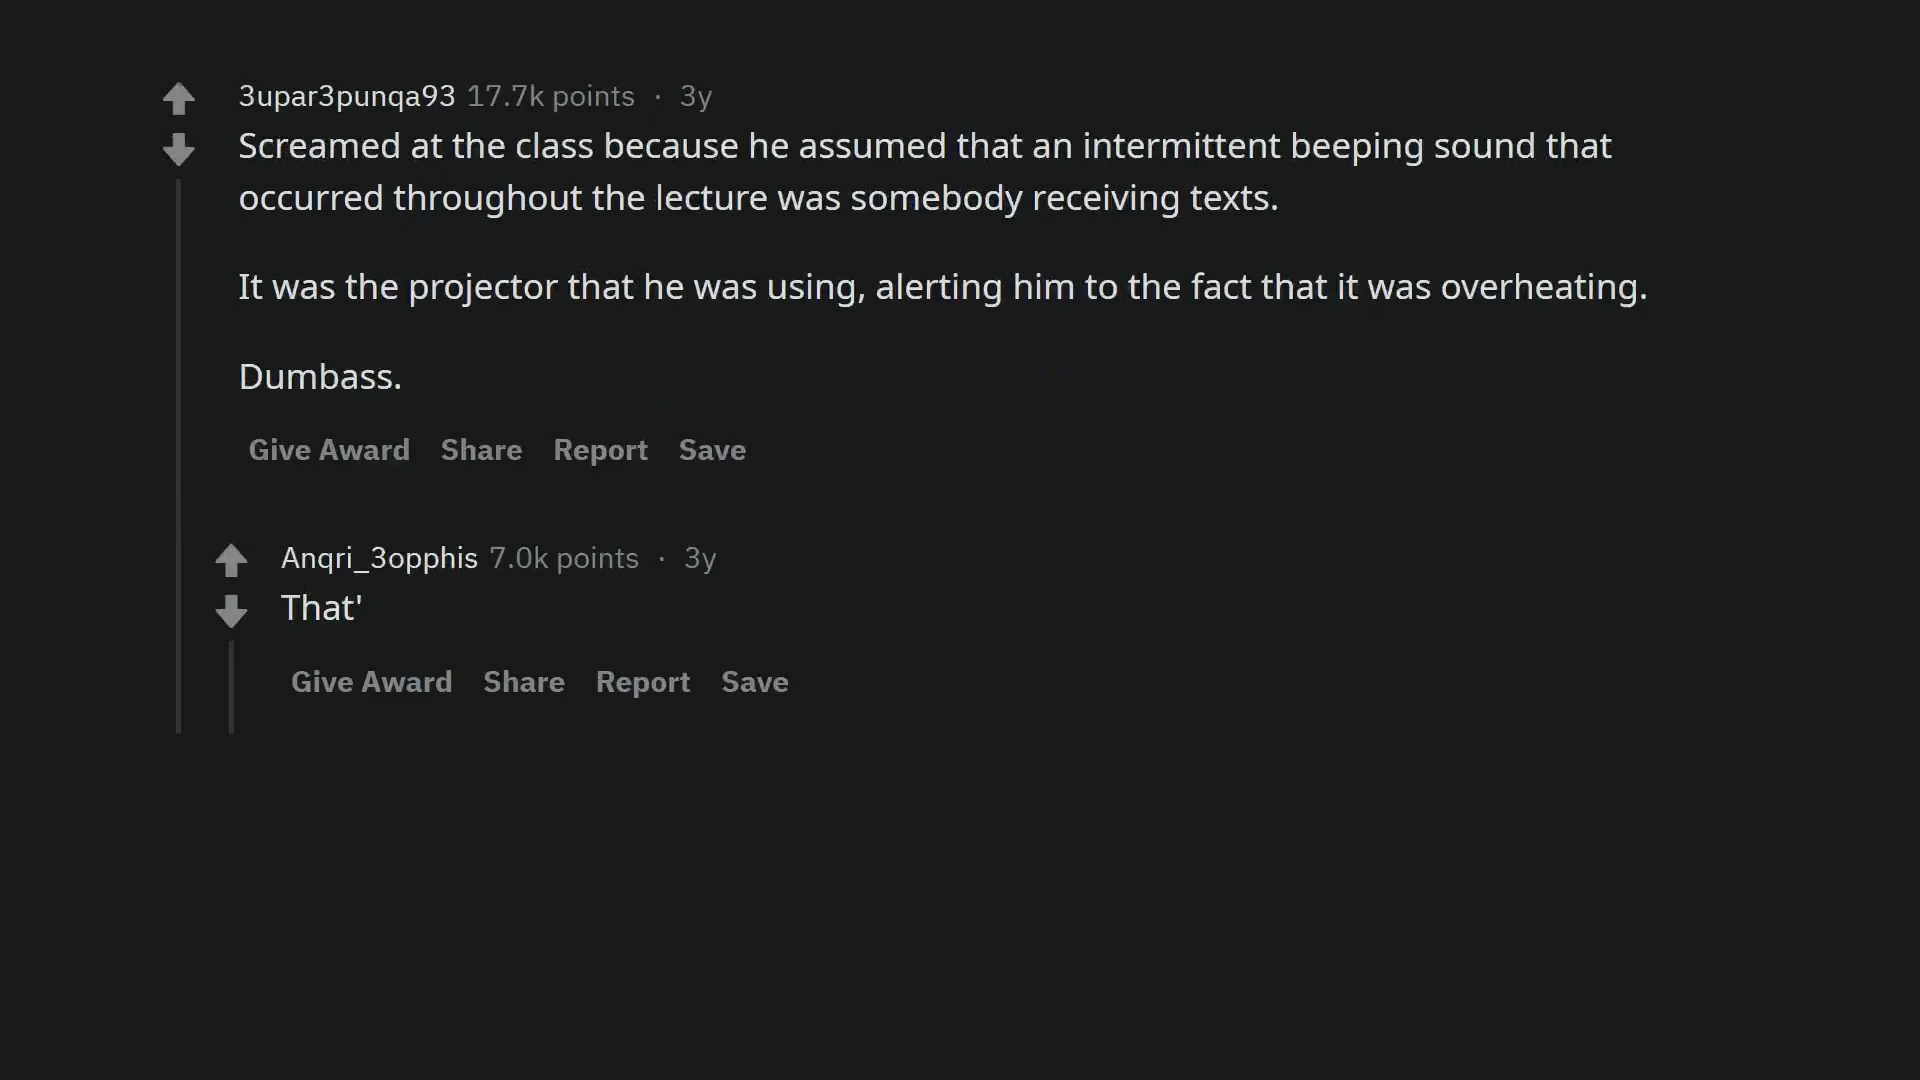 3upar3punqa93 17.7k points · 3y
Screamed at the class because he assumed that an intermittent beeping sound that
occurred throughout the lecture was somebody receiving texts.
It was the projector that he was using, alerting him to the fact that it was overheating.
Dumbass.
Give Award Share Report Save
Anqri_3opphis 7.0k points · 3y
That'
Give Award Share Report Save